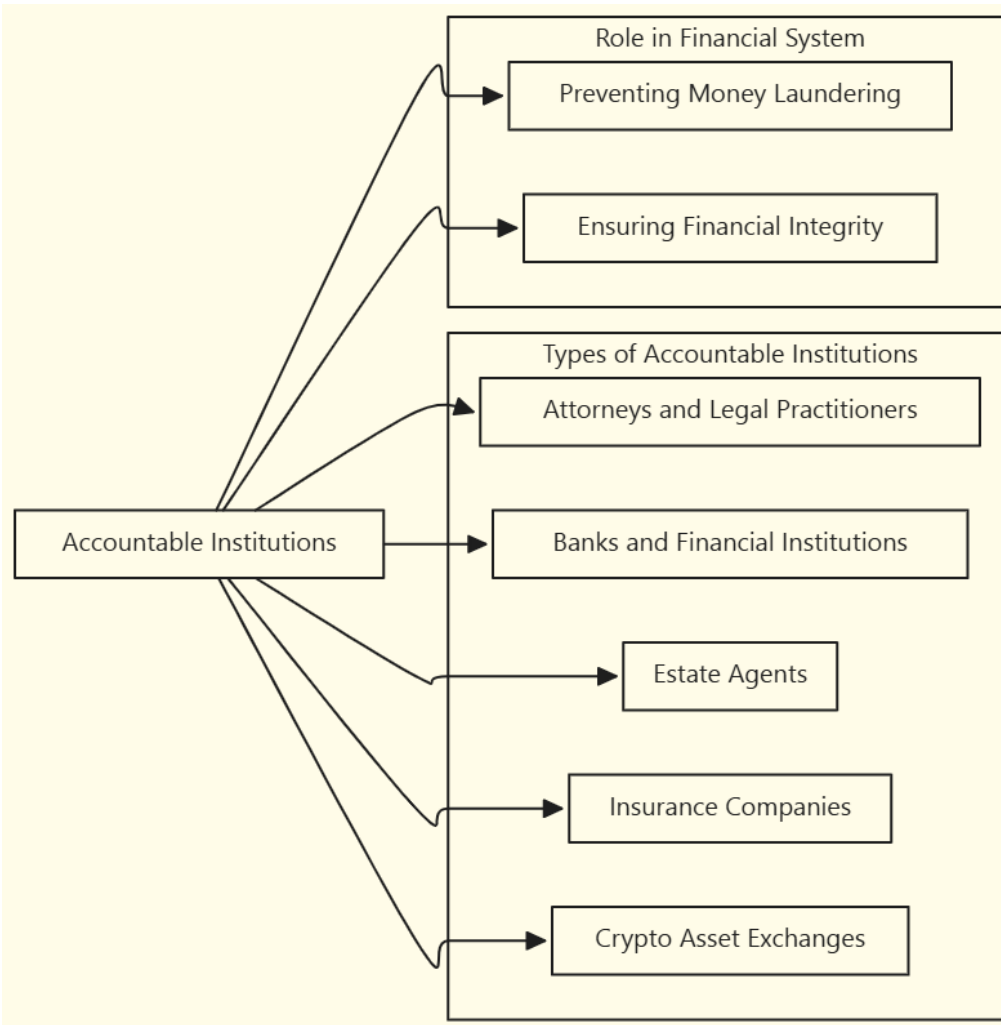 Role in Financial System
Preventing Money Laundering
Ensuring Financial Integrity
Types of Accountable Institutions
Attorneys and Legal Practitioners
Accountable Institutions
Banks and Financial Institutions
Estate Agents
Insurance Companies
Crypto Asset Exchanges